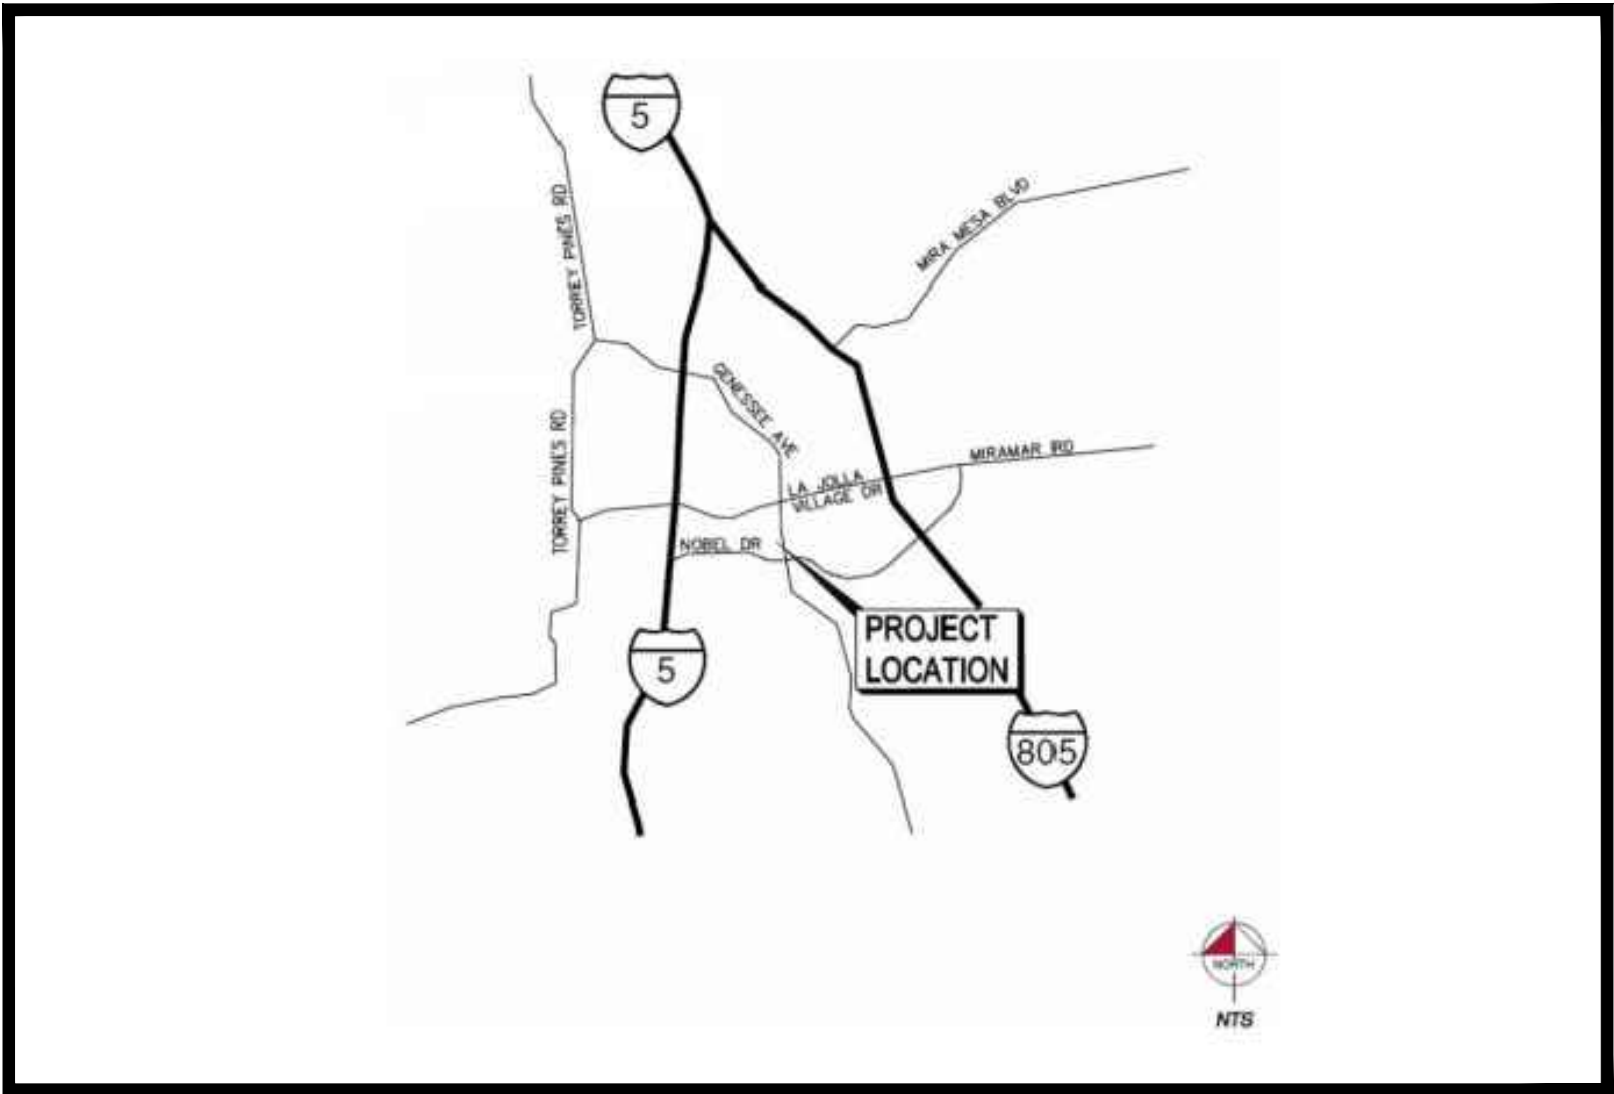 5
MIRA MESA BLVD
TORREY PINES RD
GENESSEE AVE
TORREY PINES RD
MIRAMAR RD
LA JOLLA
VILLAGE DR
NOBEL DR
PROJECT
LOCATION
5
805
NORTH
NTS